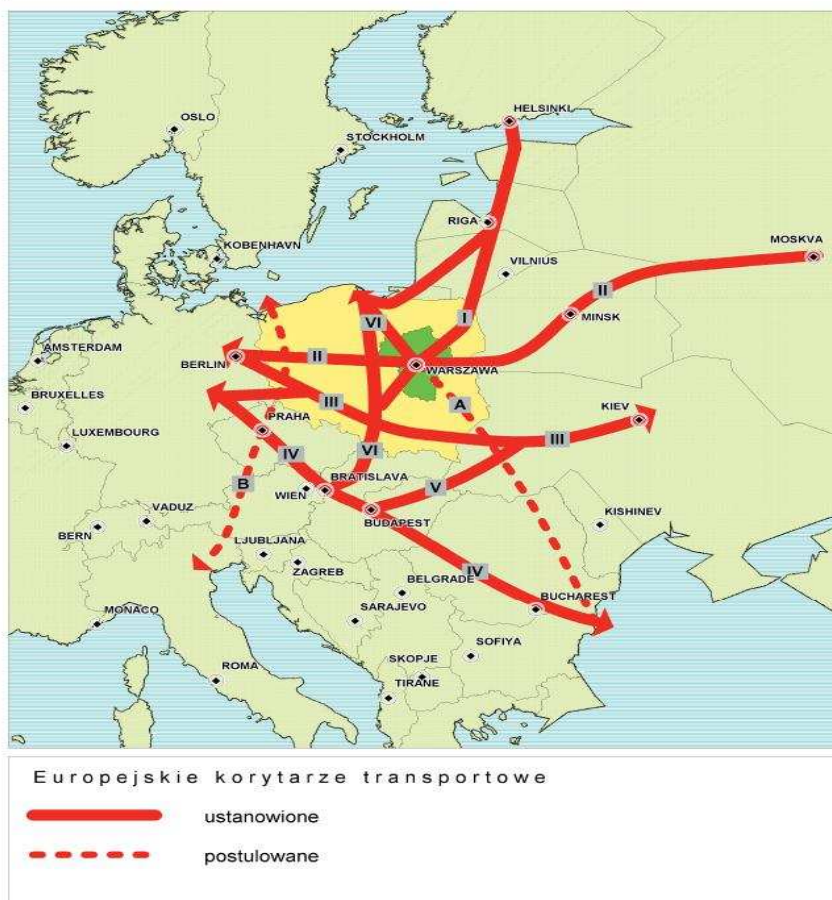 HELSINKI
OSLO
STOCKHOLM
RIGA
MOSKVA
KOBENHAVN
VILNIUS
II
MINSK
VI
I
AMSTERDAM
BERLIN
II
WARSZAWA
BRUXELLES
III
A
KIEV
PRAHA
LUXEMBOURG
III
IV
VI
BRATISLAVA
B
WIEN
V
VADUZ
BUDAPEST
KISHINEV
BERN
LJUBLJANA
ZAGREB
IV
BELGRADE
BUCHAREST
MONACO
SARAJEVO
SOFIYA
ROMA
SKOPJE
TIRANE
Europejskie korytarze transportowe
ustanowione
postulowane